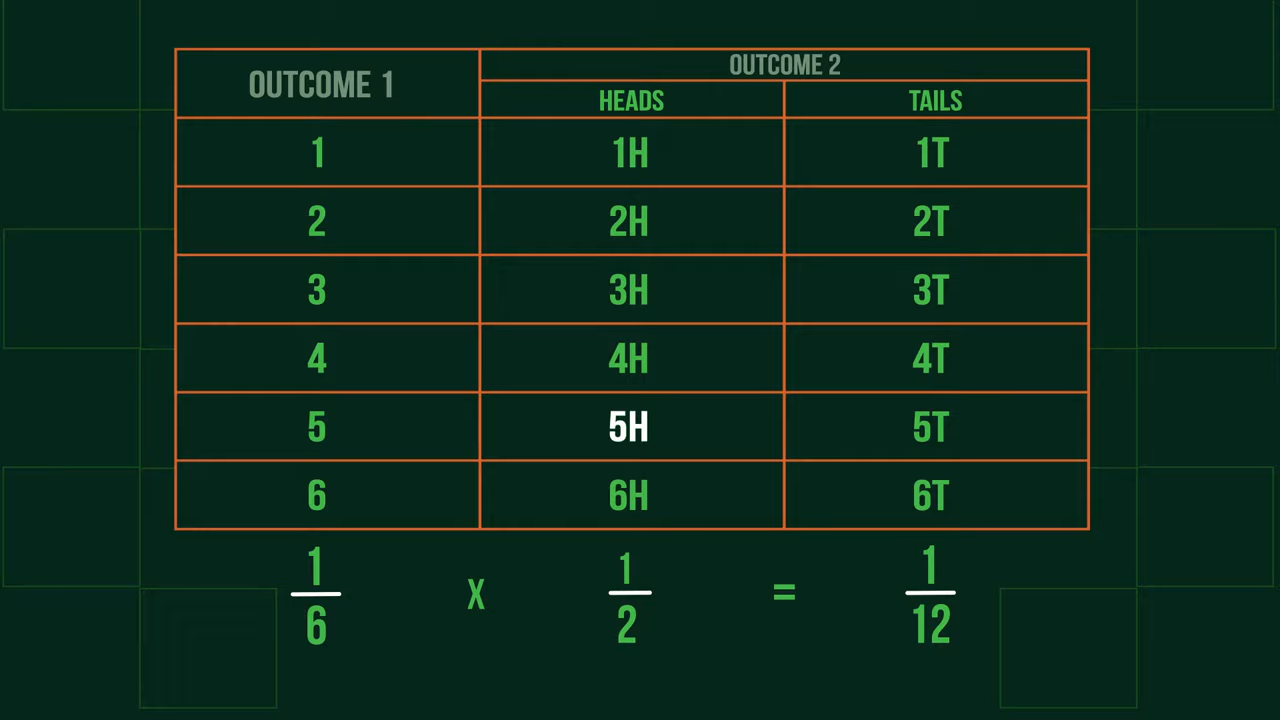 OUTCOME 1 OUTCOME 2
HEADS TAILS
1 1H 1T
2 2H 2T
3 3H 3T
4 4H 4T
5 5H 5T
6 6H 6T
1 1 1
X =
6 2 12